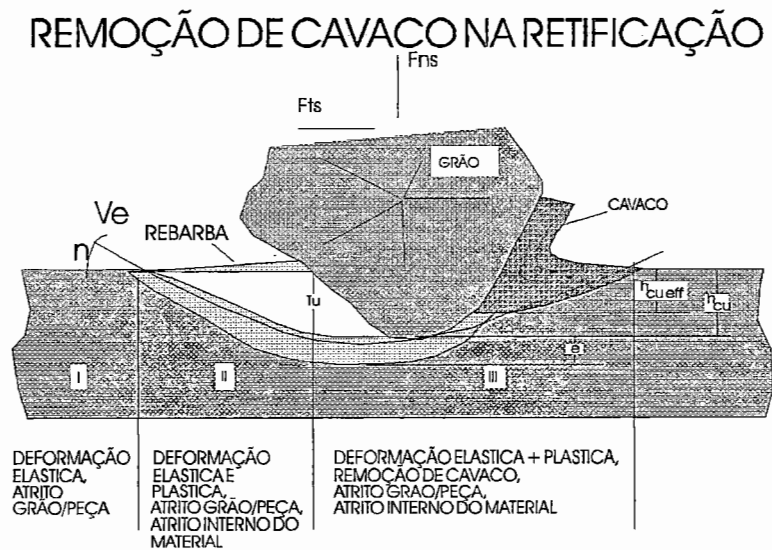 REMOÇÃO DE CAVACO NA RETIFICAÇÃO
Fns
Fts
GRÃO
CAVACO
Ve
n
REBARBA
Tu
hcu eff
hcu
I
II
III
DEFORMAÇÃO
ELASTICA,
ATRITO
GRÃO/PEÇA
DEFORMAÇÃO
ELASTICA E
PLASTICA,
ATRITO GRÃO/PEÇA,
ATRITO INTERNO DO
MATERIAL
DEFORMAÇÃO ELASTICA + PLASTICA,
REMOÇÃO DE CAVACO,
ATRITO GRAO/PEÇA,
ATRITO INTERNO DO MATERIAL